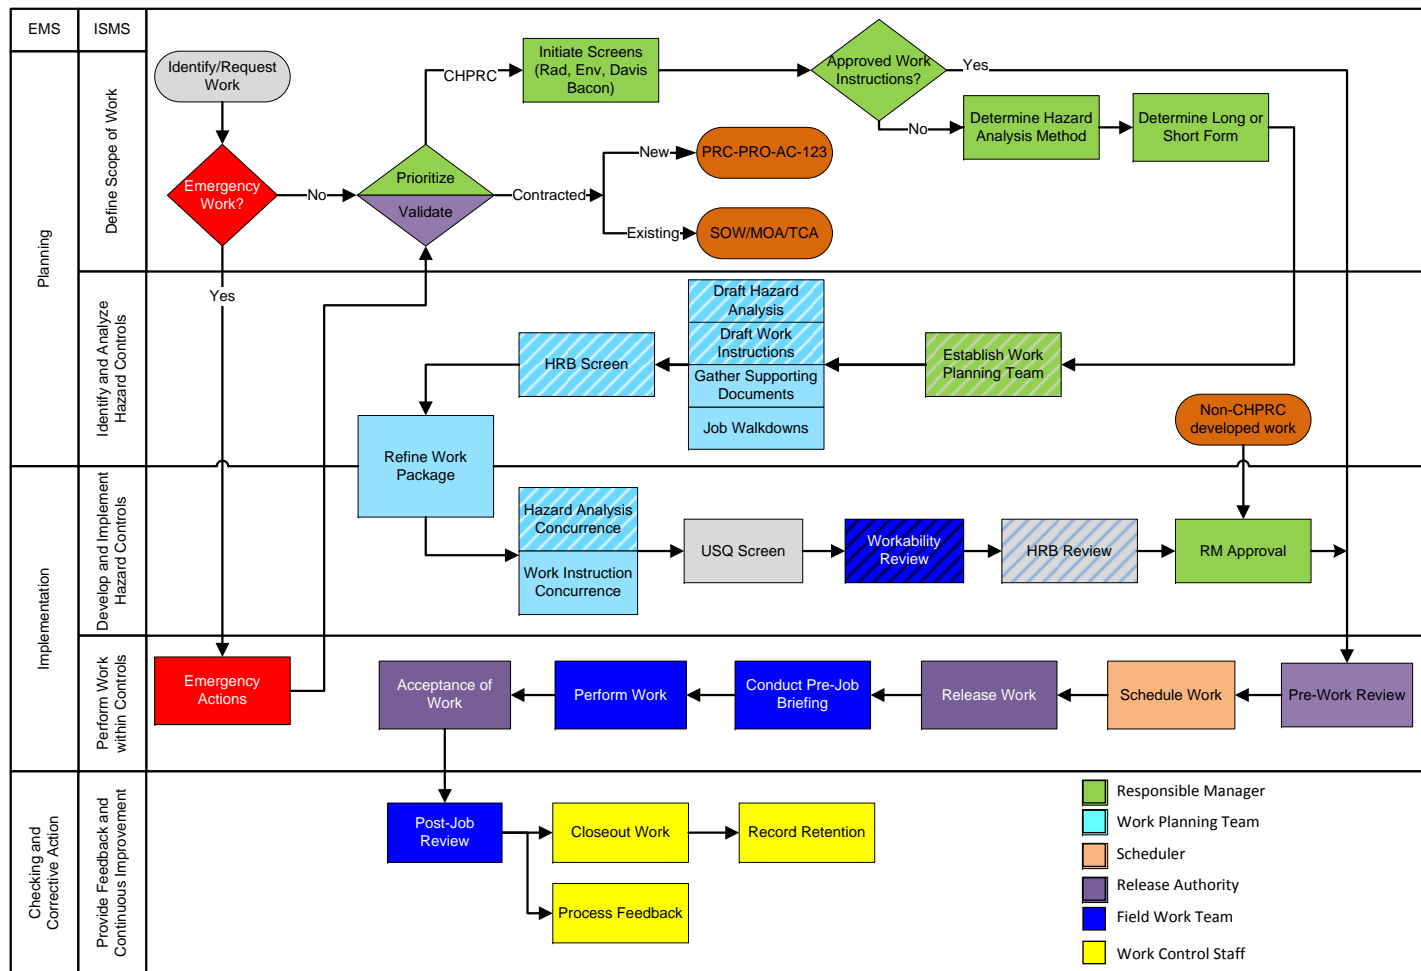 EMS
ISMS
Planning
Define Scope of Work
Identify/Request
Work
Emergency
Work?
No
Yes
Prioritize
Validate
CHPRC
Initiate Screens
(Rad, Env, Davis
Bacon)
Approved Work
Instructions?
Yes
No
Determine Hazard
Analysis Method
Determine Long or
Short Form
Contracted
New
PRC-PRO-AC-123
Existing
SOW/MOA/TCA
Identify and Analyze
Hazard Controls
Draft Hazard
Analysis
Draft Work
Instructions
Gather Supporting
Documents
Job Walkdowns
HRB Screen
Establish Work
Planning Team
Refine Work
Package
Non-CHPRC
developed work
Implementation
Develop and Implement
Hazard Controls
Hazard Analysis
Concurrence
Work Instruction
Concurrence
USQ Screen
Workability
Review
HRB Review
RM Approval
Perform Work
within Controls
Emergency
Actions
Acceptance of
Work
Perform Work
Conduct Pre-Job
Briefing
Release Work
Schedule Work
Pre-Work Review
Checking and
Corrective Action
Provide Feedback and
Continuous Improvement
Post-Job
Review
Closeout Work
Record Retention
Process Feedback
Responsible Manager
Work Planning Team
Scheduler
Release Authority
Field Work Team
Work Control Staff